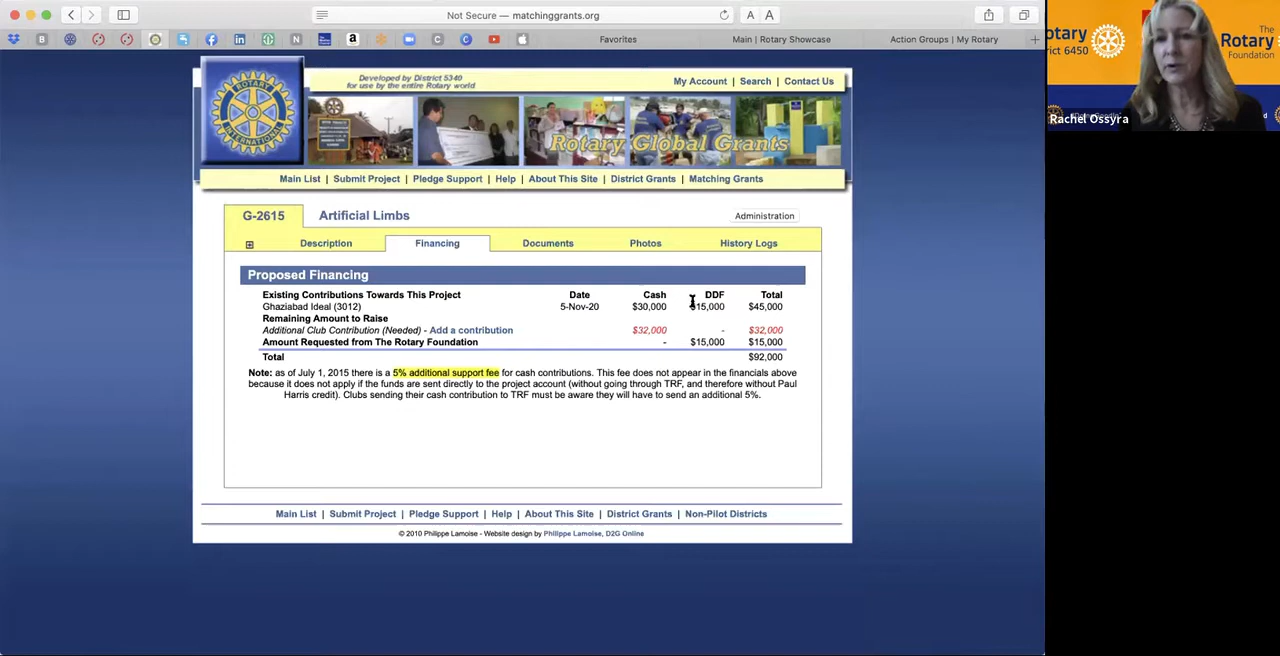 Not Secure — matchinggrants.org
A A
Favorites
Main | Rotary Showcase
Action Groups | My Rotary
Developed by District 5340
for use by the entire Rotary world
My Account | Search | Contact Us
ROTARY
INTERNATIONAL
Rotary Global Grants
Main List | Submit Project | Pledge Support | Help | About This Site | District Grants | Matching Grants
G-2615 Artificial Limbs
Administration
Description Financing Documents Photos History Logs
Proposed Financing
Existing Contributions Towards This Project Date Cash DDF Total
Ghaziabad Ideal (3012) 5-Nov-20 $30,000 $15,000 $45,000
Remaining Amount to Raise
Additional Club Contribution (Needed) - Add a contribution $32,000 - $32,000
Amount Requested from The Rotary Foundation - $15,000 $15,000
Total $92,000
Note: as of July 1, 2015 there is a 5% additional support fee for cash contributions. This fee does not appear in the financials above
because it does not apply if the funds are sent directly to the project account (without going through TRF, and therefore without Paul
Harris credit). Clubs sending their cash contribution to TRF must be aware they will have to send an additional 5%.
Main List | Submit Project | Pledge Support | Help | About This Site | District Grants | Non-Pilot Districts
© 2010 Philippe Lamoise - Website design by Philippe Lamoise, D2G Online
otary
rict 6450
The
Rotary
Foundation
Rachel Ossyra